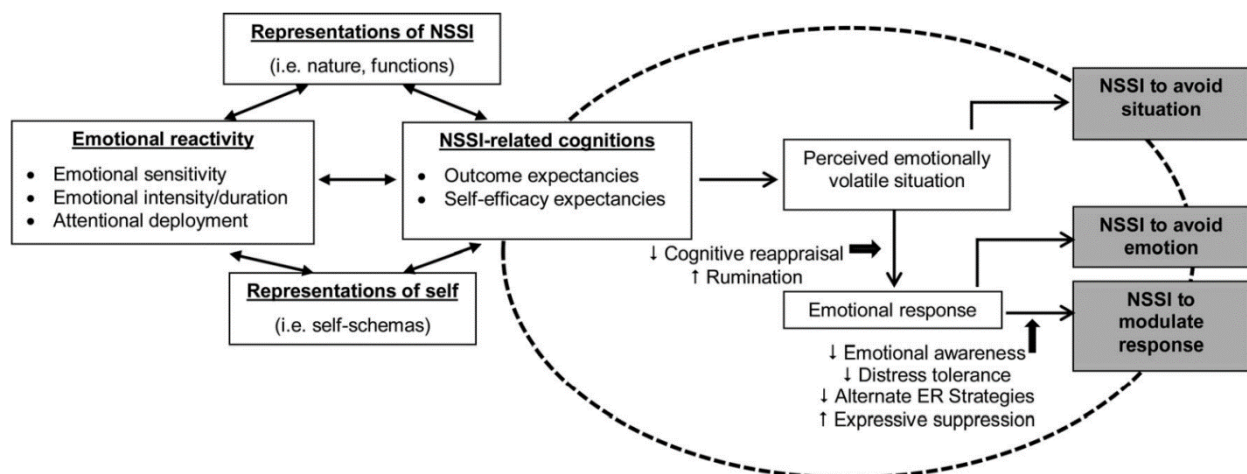 Representations of NSSI
(i.e. nature, functions)
Emotional reactivity
• Emotional sensitivity
• Emotional intensity/duration
• Attentional deployment
NSSI-related cognitions
• Outcome expectancies
• Self-efficacy expectancies
Representations of self
(i.e. self-schemas)
Perceived emotionally
volatile situation
↓ Cognitive reappraisal
↑ Rumination
Emotional response
↓ Emotional awareness
↓ Distress tolerance
↓ Alternate ER Strategies
↑ Expressive suppression
NSSI to avoid
situation
NSSI to avoid
emotion
NSSI to
modulate
response